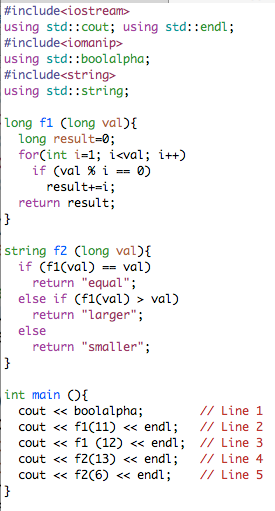 #include<iostream>
using std::cout; using std::endl;
#include<iomanip>
using std::boolalpha;
#include<string>
using std::string;

long f1 (long val){
  long result=0;
  for(int i=1; i<val; i++)
    if (val % i == 0)
      result+=i;
  return result;
}

string f2 (long val){
  if (f1(val) == val)
    return "equal";
  else if (f1(val) > val)
    return "larger";
  else
    return "smaller";
}

int main (){
  cout << boolalpha;        // Line 1
  cout << f1(11) << endl;   // Line 2
  cout << f1 (12) << endl;  // Line 3
  cout << f2(13) << endl;   // Line 4
  cout << f2(6) << endl;    // Line 5
}